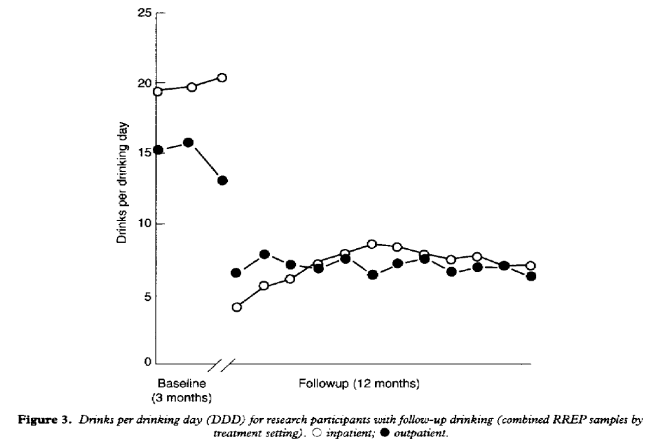 25
20
15
10
5
0
Drinks per drinking day
Baseline
(3 months)
Followup (12 months)
Figure 3. Drinks per drinking day (DDD) for research participants with follow-up drinking (combined RREP samples by
treatment setting). ○ inpatient; ● outpatient.